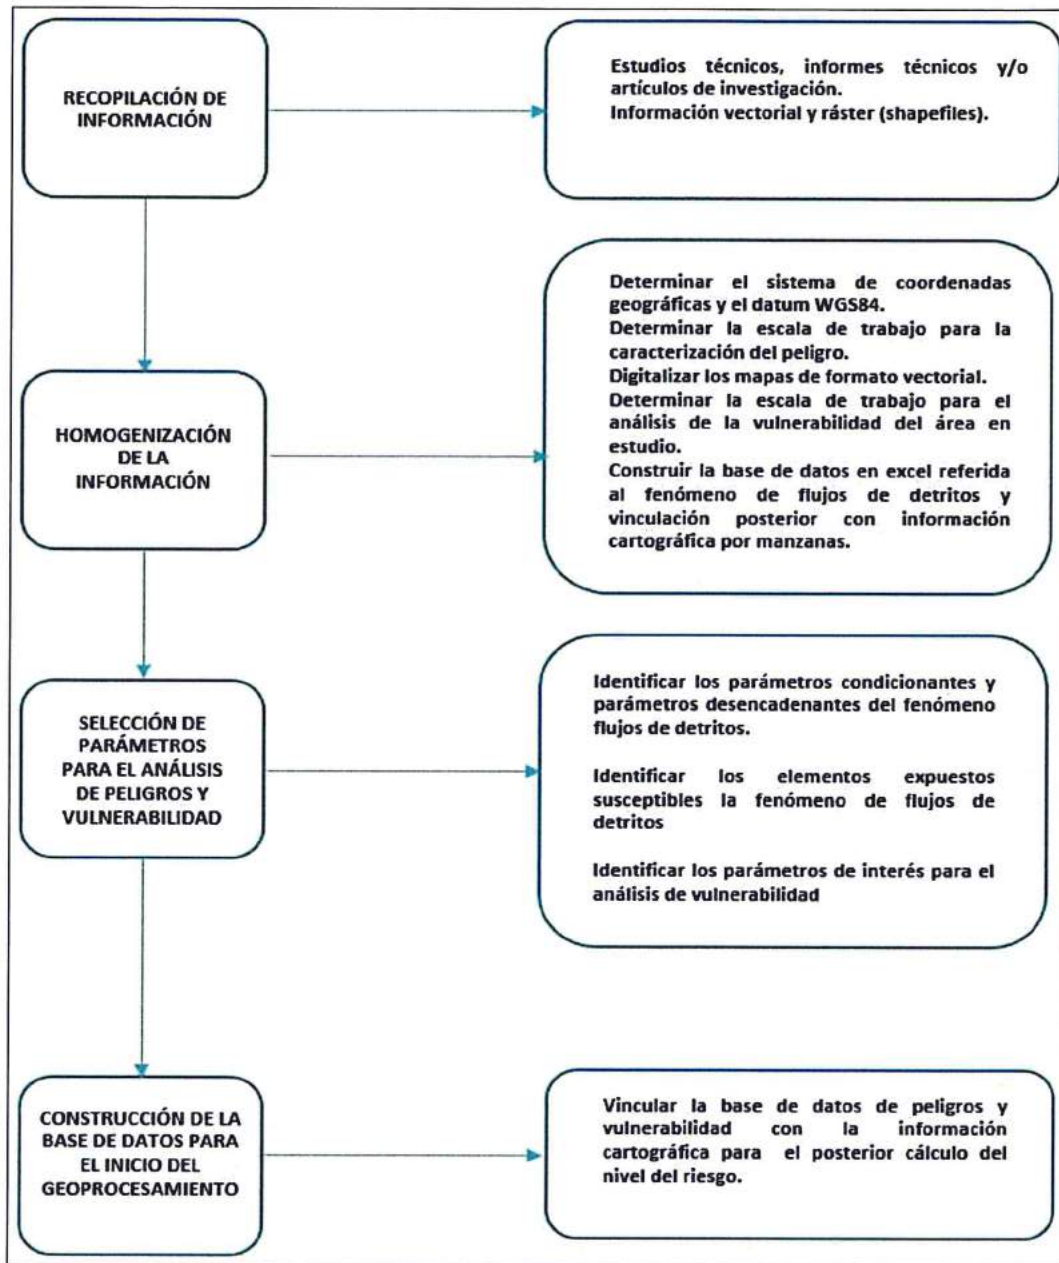 RECOPILACIÓN DE
INFORMACIÓN
Estudios técnicos, informes técnicos y/o
artículos de investigación.
Información vectorial y ráster (shapefiles).
HOMOGENIZACIÓN
DE LA
INFORMACIÓN
Determinar el sistema de coordenadas
geográficas y el datum WGS84.
Determinar la escala de trabajo para la
caracterización del peligro.
Digitalizar los mapas de formato vectorial.
Determinar la escala de trabajo para el
análisis de la vulnerabilidad del área en
estudio.
Construir la base de datos en excel referida
al fenómeno de flujos de detritos y
vinculación posterior con información
cartográfica por manzanas.
SELECCIÓN DE
PARÁMETROS
PARA EL ANÁLISIS
DE PELIGROS Y
VULNERABILIDAD
Identificar los parámetros condicionantes y
parámetros desencadenantes del fenómeno
flujos de detritos.
Identificar los elementos expuestos
susceptibles la fenómeno de flujos de
detritos
Identificar los parámetros de interés para el
análisis de vulnerabilidad
CONSTRUCCIÓN DE LA
BASE DE DATOS PARA
EL INICIO DEL
GEOPROCESAMIENTO
Vincular la base de datos de peligros y
vulnerabilidad con la información
cartográfica para el posterior cálculo del
nivel del riesgo.